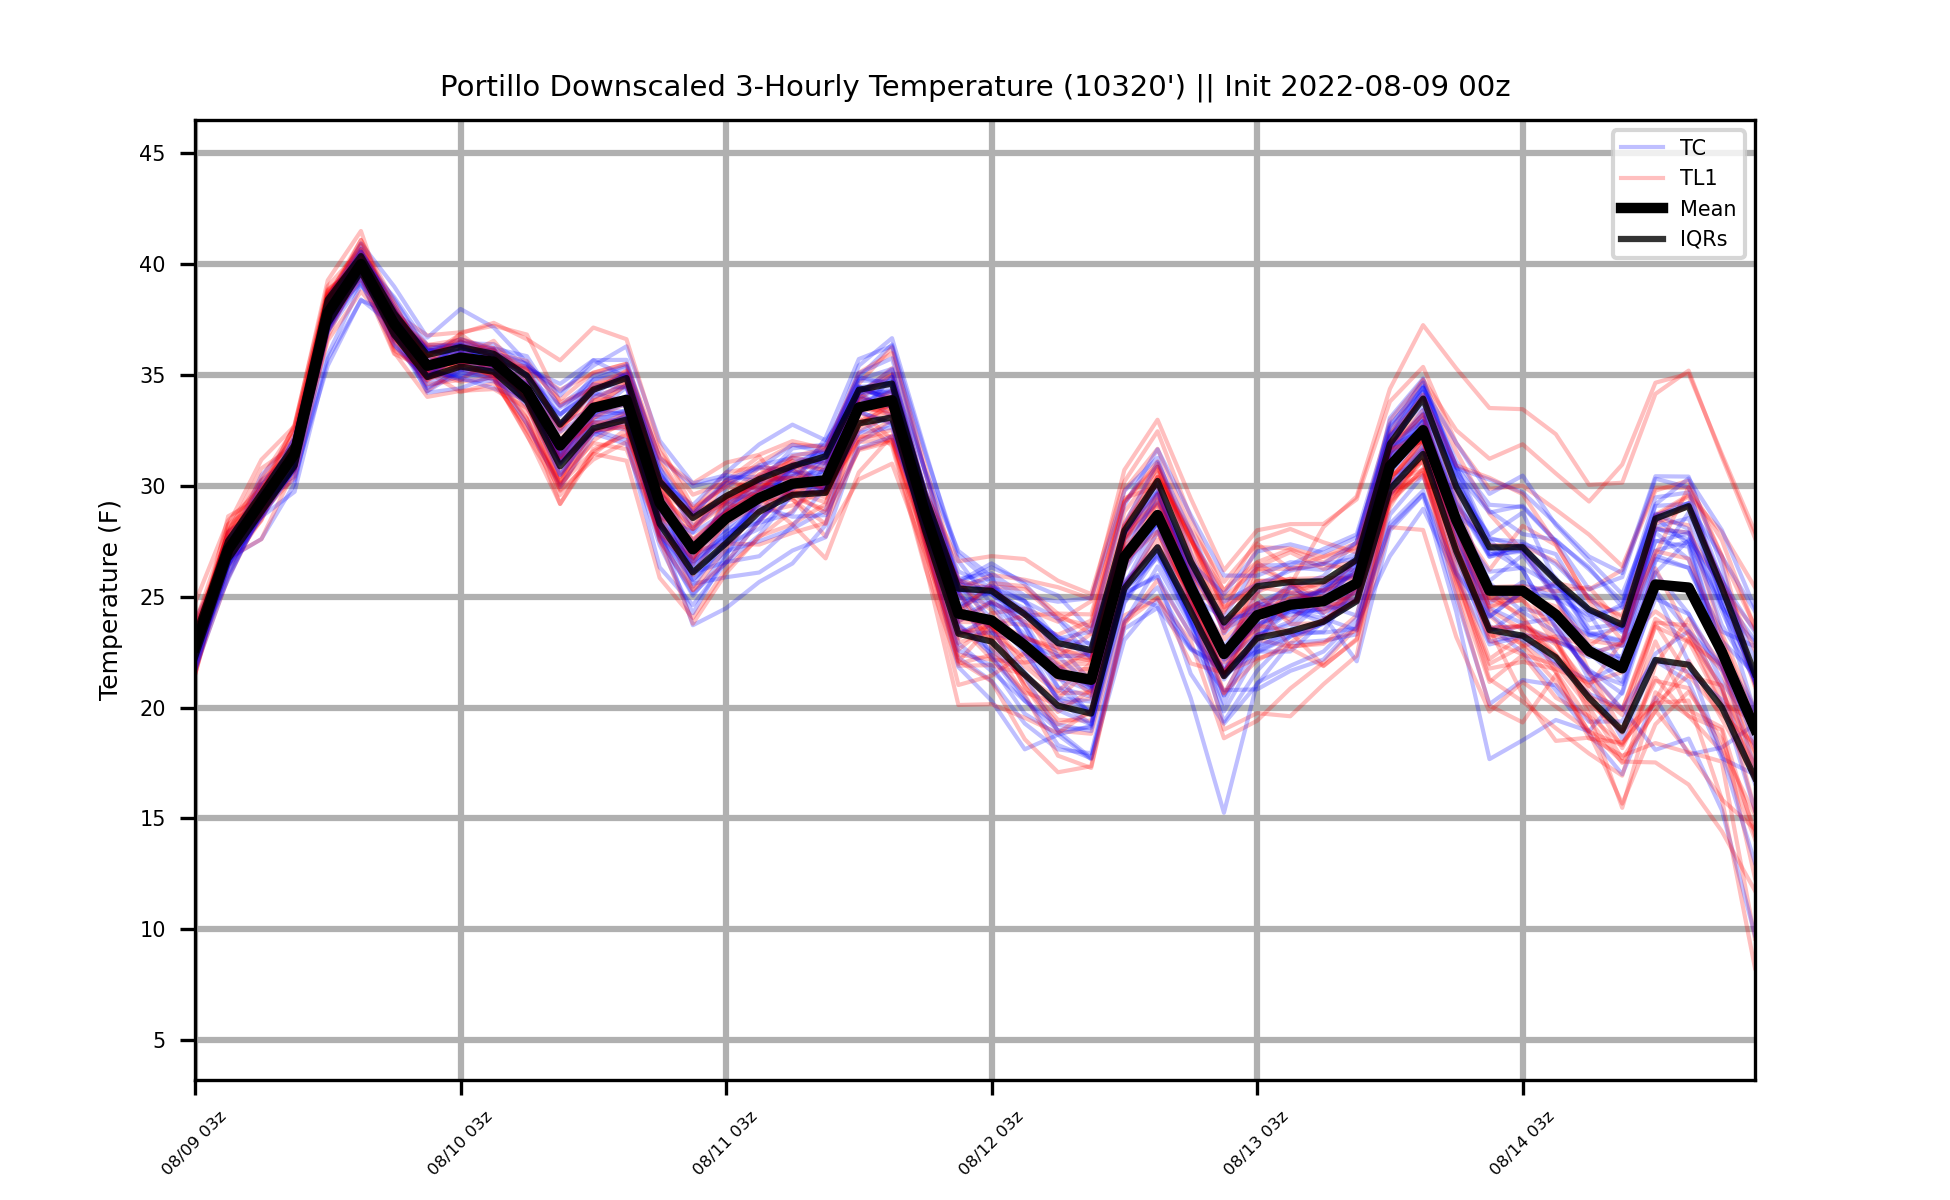 Portillo Downscaled 3-Hourly Temperature (10320') || Init 2022-08-09 00z
TC
TL1
Mean
IQRs
Temperature (F)
45
40
35
30
25
20
15
10
5
08/09 03z
08/10 03z
08/11 03z
08/12 03z
08/13 03z
08/14 03z